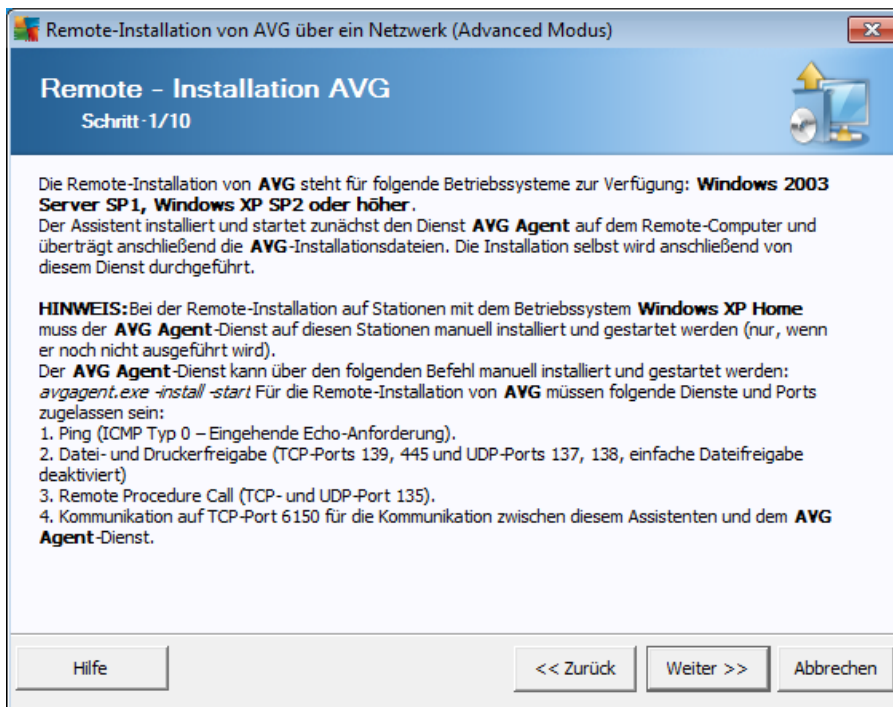 Remote-Installation von AVG über ein Netzwerk (Advanced Modus)
Remote - Installation AVG
Schritt-1/10
Die Remote-Installation von AVG steht für folgende Betriebssysteme zur Verfügung: Windows 2003
Server SP1, Windows XP SP2 oder höher.
Der Assistent installiert und startet zunächst den Dienst AVG Agent auf dem Remote-Computer und
überträgt anschließend die AVG-Installationsdateien. Die Installation selbst wird anschließend von
diesem Dienst durchgeführt.
HINWEIS:Bei der Remote-Installation auf Stationen mit dem Betriebssystem Windows XP Home
muss der AVG Agent-Dienst auf diesen Stationen manuell installiert und gestartet werden (nur, wenn
er noch nicht ausgeführt wird).
Der AVG Agent-Dienst kann über den folgenden Befehl manuell installiert und gestartet werden:
avgagent.exe -install -start Für die Remote-Installation von AVG müssen folgende Dienste und Ports
zugelassen sein:
1. Ping (ICMP Typ 0 – Eingehende Echo-Anforderung).
2. Datei- und Druckerfreigabe (TCP-Ports 139, 445 und UDP-Ports 137, 138, einfache Dateifreigabe
deaktiviert)
3. Remote Procedure Call (TCP- und UDP-Port 135).
4. Kommunikation auf TCP-Port 6150 für die Kommunikation zwischen diesem Assistenten und dem AVG
Agent-Dienst.
Hilfe
<< Zurück
Weiter >>
Abbrechen